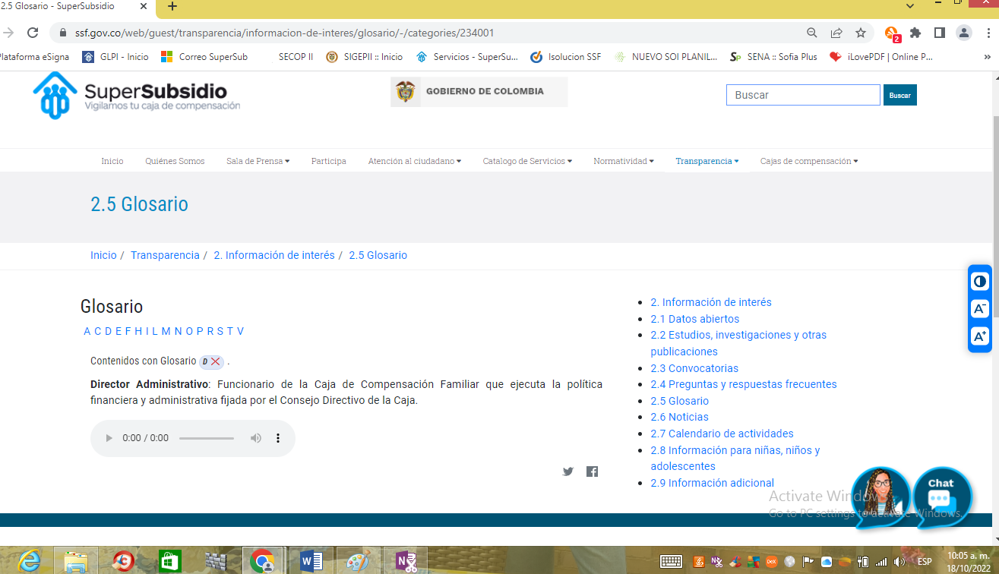 2.5 Glosario - SuperSubsidio
ssf.gov.co/web/guest/transparencia/informacion-de-interes/glosario/-/categories/234001
2
Plataforma eSigna GLPI - Inicio Correo SuperSub SECOP II SIGEPII :: Inicio Servicios - SuperSu... Isolucion SSF NUEVO SOI PLANIL... SENA :: Sofia Plus iLovePDF | Online P... »
SuperSubsidio
Vigilamos tu caja de compensación
GOBIERNO DE COLOMBIA
Buscar Buscar
Inicio Quiénes Somos Sala de Prensa Participa Atención al ciudadano Catalogo de Servicios Normatividad Transparencia Cajas de compensación
2.5 Glosario
Inicio / Transparencia / 2. Información de interés / 2.5 Glosario
Glosario
A C D E F H I L M N O P R S T V
Contenidos con Glosario D .
Director Administrativo: Funcionario de la Caja de Compensación Familiar que ejecuta la política
financiera y administrativa fijada por el Consejo Directivo de la Caja.
0:00 / 0:00
2. Información de interés
2.1 Datos abiertos
2.2 Estudios, investigaciones y otras
publicaciones
2.3 Convocatorias
2.4 Preguntas y respuestas frecuentes
2.5 Glosario
2.6 Noticias
2.7 Calendario de actividades
2.8 Información para niñas, niños y
adolescentes
2.9 Información adicional
A-
A+
Chat
Activate Windows
Go to PC settings to activate Windows.
ESP
10:05 a. m.
18/10/2022